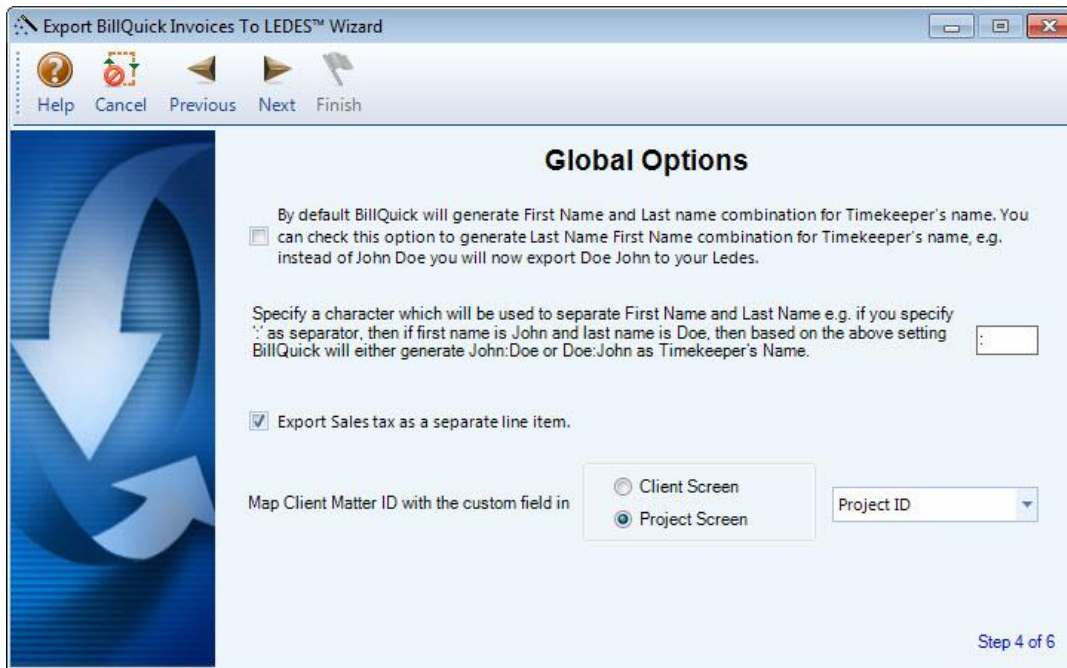 Export BillQuick Invoices To LEDES™ Wizard
Help Cancel Previous Next Finish
Global Options
By default BillQuick will generate First Name and Last name combination for Timekeeper's name. You
can check this option to generate Last Name First Name combination for Timekeeper's name, e.g.
instead of John Doe you will now export Doe John to your Ledes.
Specify a character which will be used to separate First Name and Last Name e.g. if you specify
':' as separator, then if first name is John and last name is Doe, then based on the above setting
BillQuick will either generate John:Doe or Doe:John as Timekeeper's Name.
:
Export Sales tax as a separate line item.
Client Screen
Map Client Matter ID with the custom field in
Project Screen
Project ID
Step 4 of 6